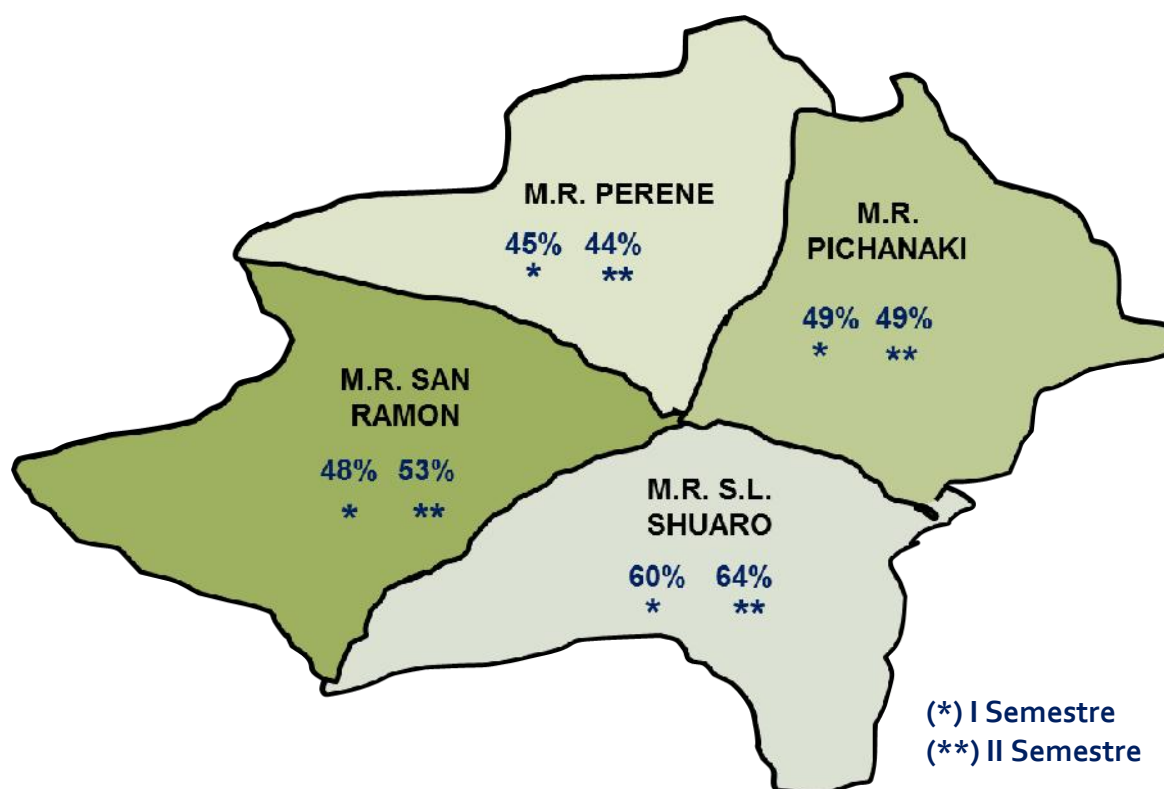 M.R. PERENE
45% 44%
* **
M.R.
PICHANAKI
49% 49%
* **
M.R. SAN
RAMON
48% 53%
* **
M.R. S.L.
SHUARO
60% 64%
* **
(*) I Semestre
(**) II Semestre